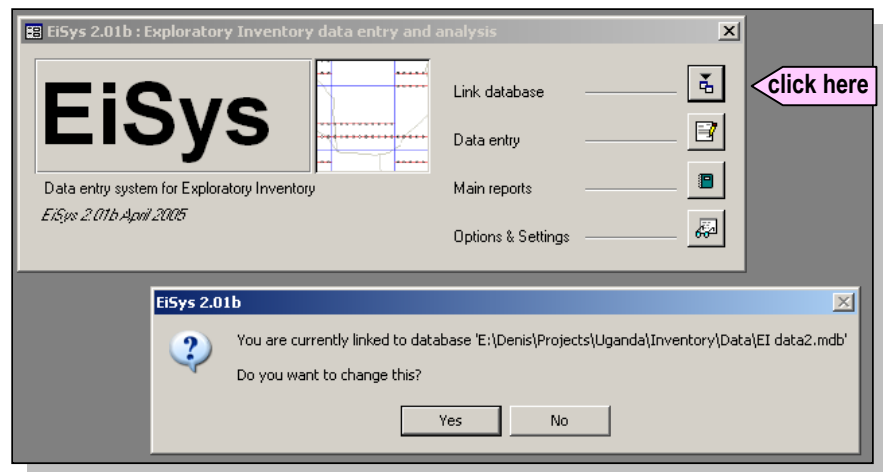 EiSys 2.01b : Exploratory Inventory data entry and analysis
EiSys
Data entry system for Exploratory Inventory
EiSys 2.01b April 2005
Link database
click here
Data entry
Main reports
Options & Settings
EiSys 2.01b
You are currently linked to database 'E:\Denis\Projects\Uganda\Inventory\Data\EI data2.mdb'
Do you want to change this?
Yes
No